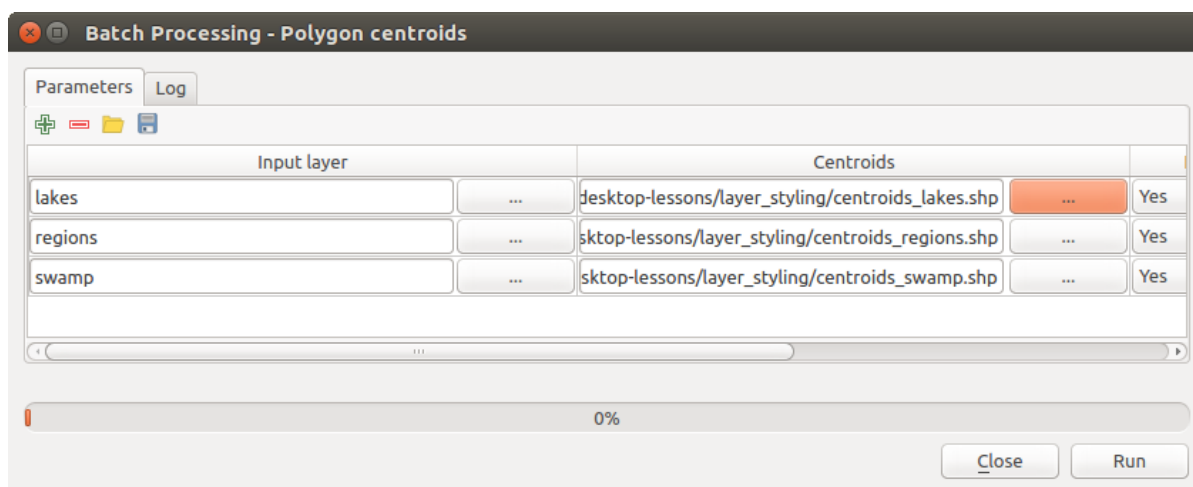 Batch Processing - Polygon centroids
Parameters Log
Input layer Centroids
lakes ... desktop-lessons/layer_styling/centroids_lakes.shp ... Yes
regions ... sktop-lessons/layer_styling/centroids_regions.shp ... Yes
swamp ... sktop-lessons/layer_styling/centroids_swamp.shp ... Yes
0%
Close Run